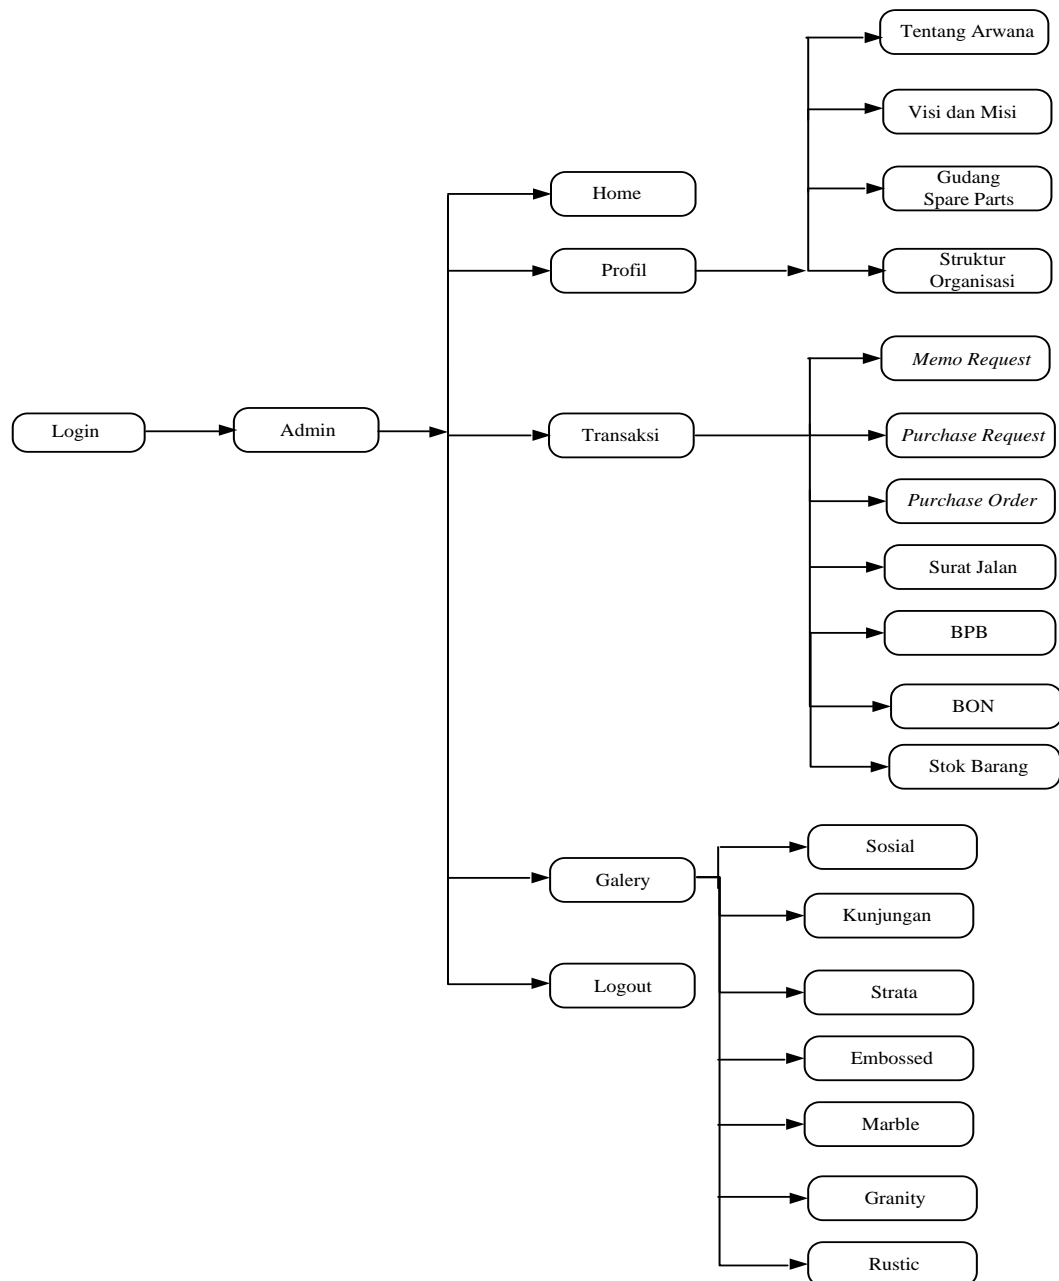 Tentang Arwana
Visi dan Misi
Gudang
Spare Parts
Home
Profil
Struktur
Organisasi
Memo Request
Login
Admin
Transaksi
Purchase Request
Purchase Order
Surat Jalan
BPB
BON
Stok Barang
Sosial
Galery
Kunjungan
Logout
Strata
Embossed
Marble
Granity
Rustic